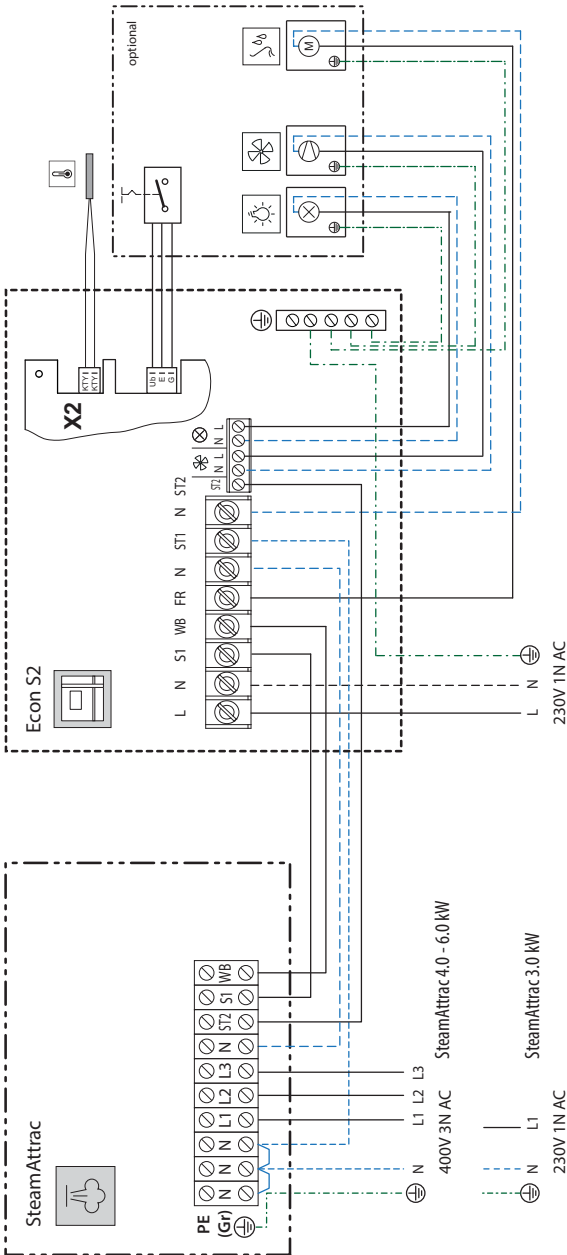 optional
M
X2
KTY
KTY
Ub
E
G
Econ S2
L N S1 WB FR N ST1 N ST2
ST2 N L N L
L N
230V 1N AC
SteamAttrac
PE
(Gr)
N N N L1 L2 L3 N ST2 S1 WB
N L1 L2 L3
400V 3N AC
SteamAttrac 4.0 - 6.0 kW
N L1
230V 1N AC
SteamAttrac 3.0 kW